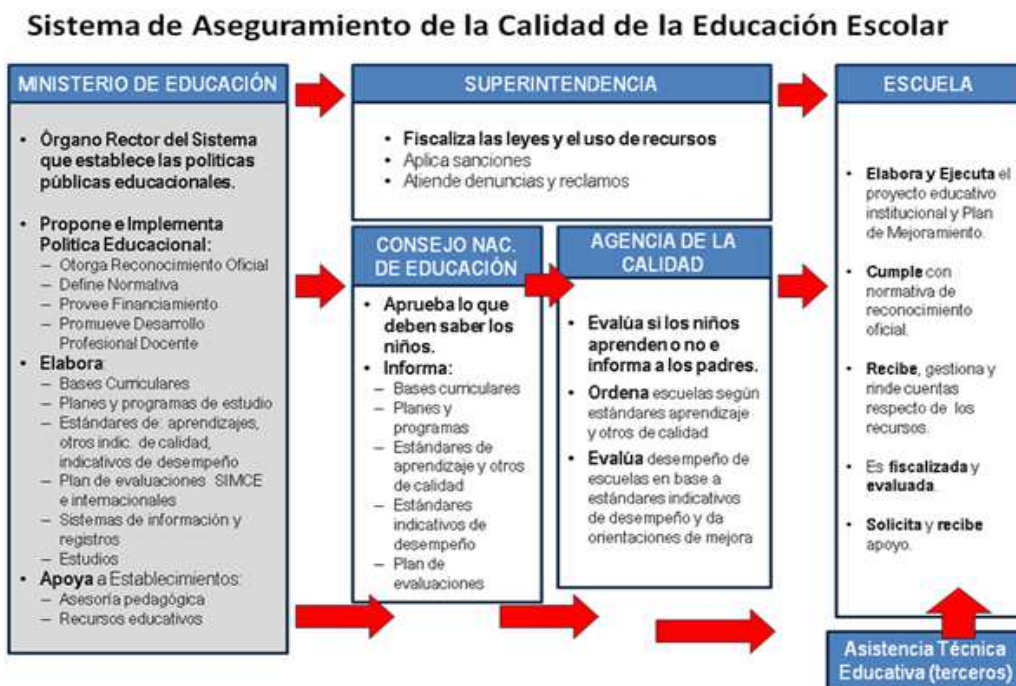 Sistema de Aseguramiento de la Calidad de la Educación Escolar
MINISTERIO DE EDUCACIÓN
• Órgano Rector del Sistema
que establece las políticas
públicas educacionales.
• Propone e Implementa
Política Educacional:
– Otorga Reconocimiento Oficial
– Define Normativa
– Provee Financiamiento
– Promueve Desarrollo
Profesional Docente
• Elabora:
– Bases Curriculares
– Planes y programas de estudio
– Estándares de: aprendizajes,
otros indic. de calidad,
indicativos de desempeño
– Plan de evaluaciones SIMCE
e internacionales
– Sistemas de información y
registros
– Estudios
• Apoya a Establecimientos:
– Asesoría pedagógica
– Recursos educativos
SUPERINTENDENCIA
• Fiscaliza las leyes y el uso de recursos
• Aplica sanciones
• Atiende denuncias y reclamos
CONSEJO NAC.
DE EDUCACIÓN
• Aprueba lo que
deben saber los
niños.
• Informa:
– Bases curriculares
– Planes y
programas
– Estándares de
aprendizaje y otros
de calidad
– Estándares
indicativos de
desempeño
– Plan de
evaluaciones
AGENCIA DE LA
CALIDAD
• Evalúa si los niños
aprenden o no e
informa a los padres.
• Ordena escuelas según
estándares aprendizaje
y otros de calidad
• Evalúa desempeño de
escuelas en base a
estándares indicativos
de desempeño y da
orientaciones de mejora
ESCUELA
• Elabora y Ejecuta el
proyecto educativo
institucional y Plan
de Mejoramiento.
• Cumple con
normativa de
reconocimiento
oficial.
• Recibe, gestiona y
rinde cuentas
respecto de los
recursos.
• Es fiscalizada y
evaluada.
• Solicita y recibe
apoyo.
Asistencia Técnica
Educativa (terceros)